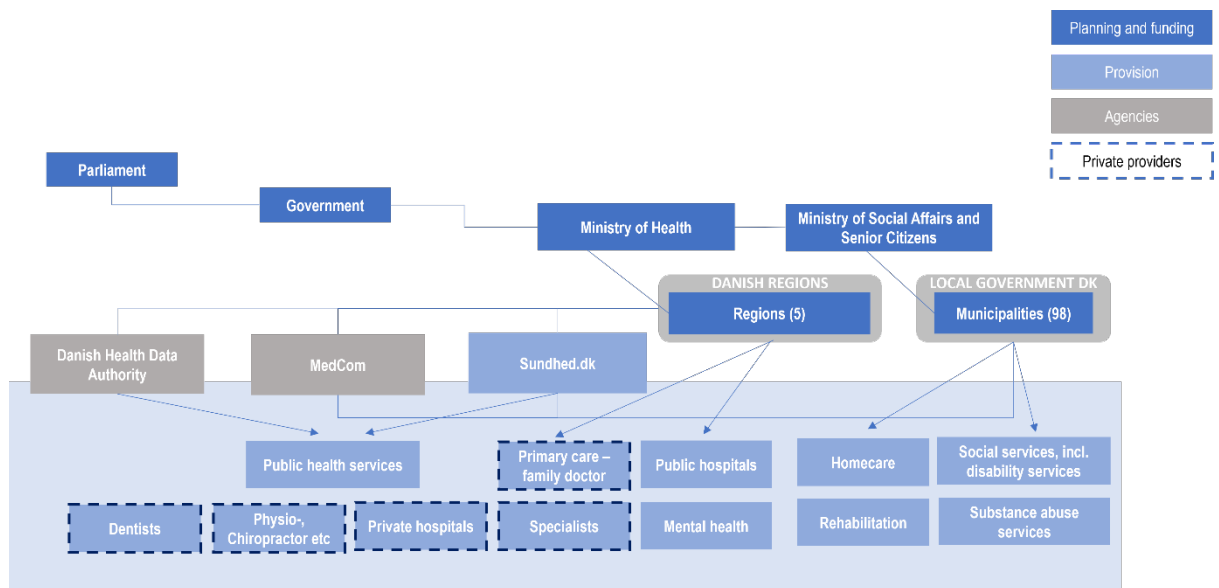 Planning and funding
Provision
Agencies
Private providers
Parliament
Government
Ministry of Health
Ministry of Social Affairs and
Senior Citizens
DANISH REGIONS
Regions (5)
LOCAL GOVERNMENT DK
Municipalities (98)
Danish Health Data
Authority
MedCom
Sundhed.dk
Public health services
Primary care –
family doctor
Public hospitals
Homecare
Social services, incl.
disability services
Dentists
Physio-,
Chiropractor etc
Private hospitals
Specialists
Mental health
Rehabilitation
Substance abuse
services